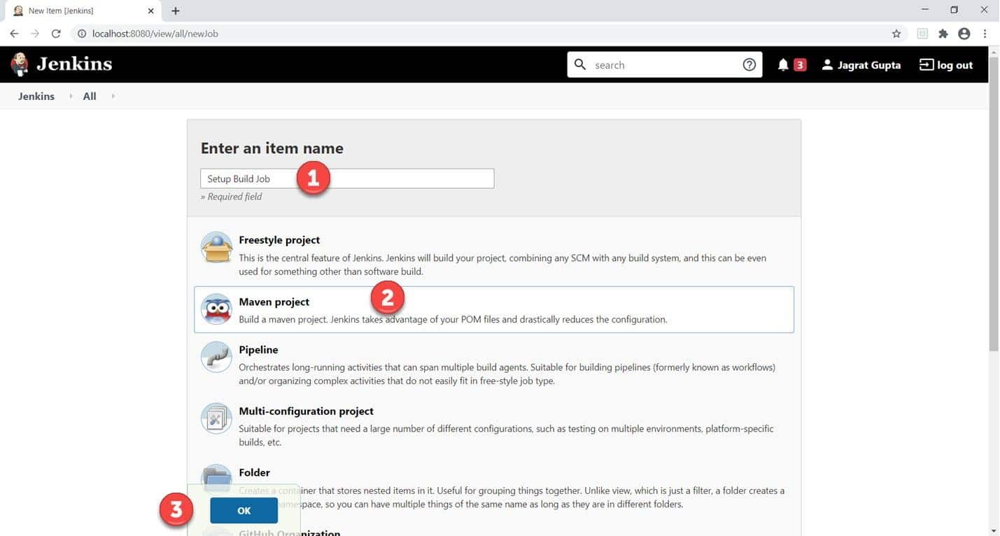 New Item [Jenkins]
localhost:8080/view/all/newJob
Jenkins
search
3
Jagrat Gupta
log out
Jenkins
All
Enter an item name
Setup Build Job
1
» Required field
Freestyle project
This is the central feature of Jenkins. Jenkins will build your project, combining any SCM with any build system, and this can be even
used for something other than software build.
2
Maven project
Build a maven project. Jenkins takes advantage of your POM files and drastically reduces the configuration.
Pipeline
Orchestrates long-running activities that can span multiple build agents. Suitable for building pipelines (formerly known as workflows)
and/or organizing complex activities that do not easily fit in free-style job type.
Multi-configuration project
Suitable for projects that need a large number of different configurations, such as testing on multiple environments, platform-specific
builds, etc.
Folder
Creates a container that stores nested items in it. Useful for grouping things together. Unlike view, which is just a filter, a folder creates a
so you can have multiple things of the same name as long as they are in different folders.
3
OK
GitHub Organization